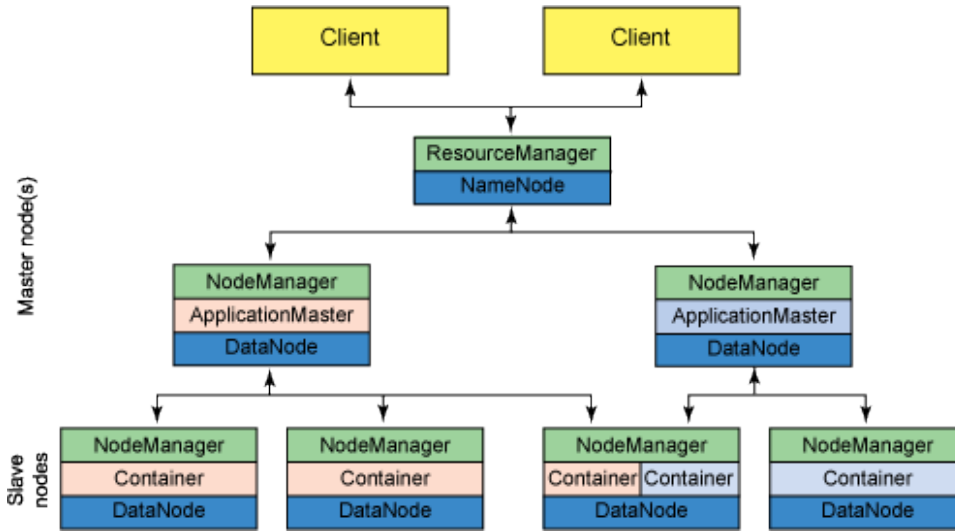 Client
Client
ResourceManager
NameNode
Master node(s)
NodeManager
ApplicationMaster
DataNode
NodeManager
ApplicationMaster
DataNode
Slave
nodes
NodeManager
Container
DataNode
NodeManager
Container
DataNode
NodeManager
Container Container
DataNode
NodeManager
Container
DataNode